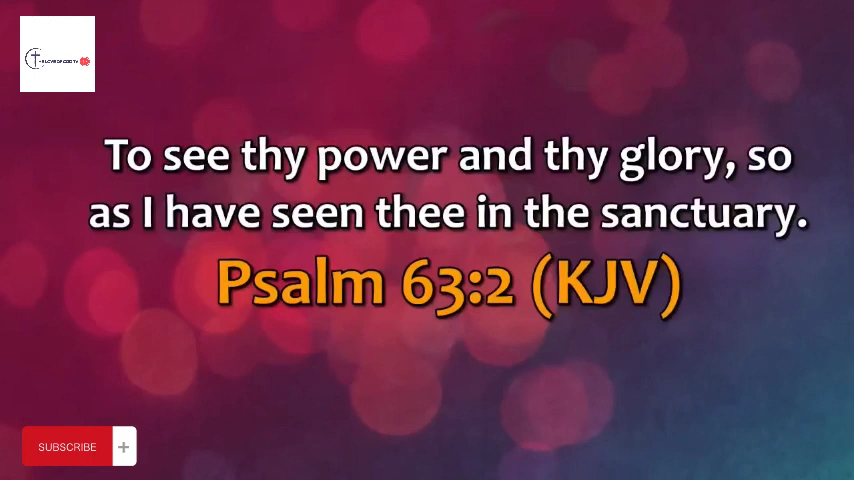 To see thy power and thy glory, so
as I have seen thee in the sanctuary.
Psalm 63:2 (KJV)
SUBSCRIBE +